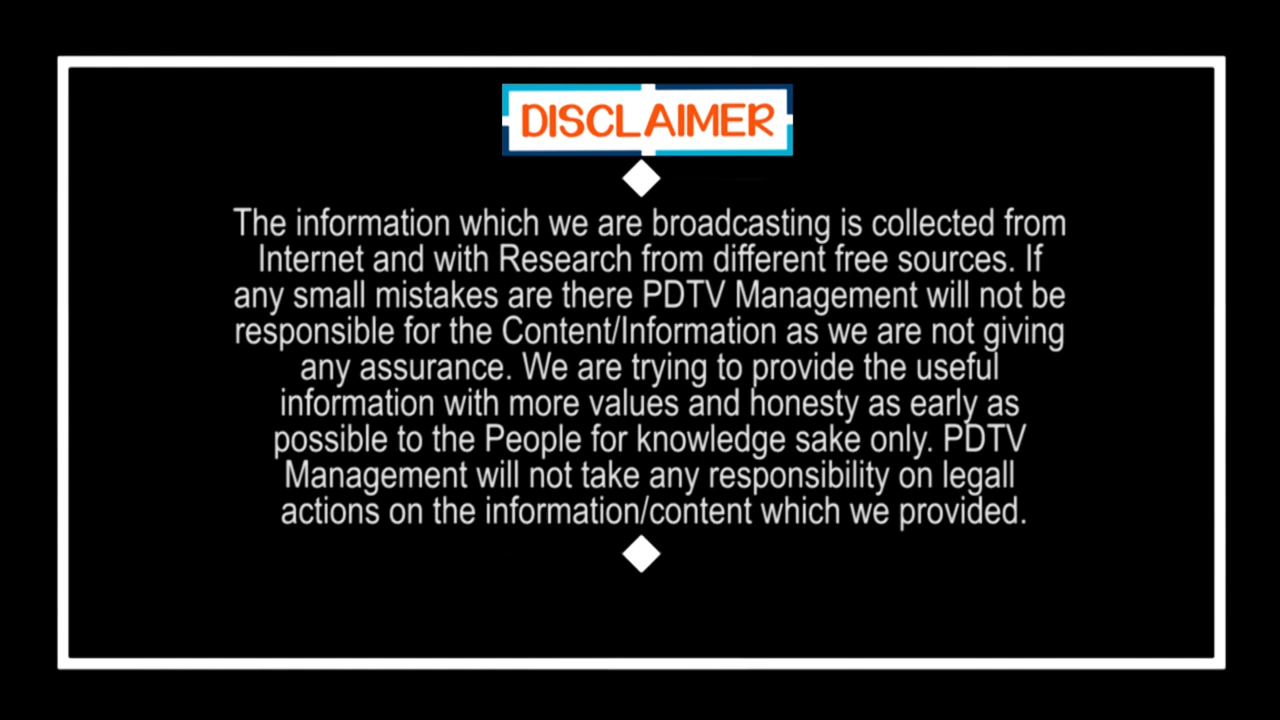 DISCLAIMER
The information which we are broadcasting is collected from
Internet and with Research from different free sources. If
any small mistakes are there PDTV Management will not be
responsible for the Content/Information as we are not giving
any assurance. We are trying to provide the useful
information with more values and honesty as early as
possible to the People for knowledge sake only. PDTV
Management will not take any responsibility on legall
actions on the information/content which we provided.